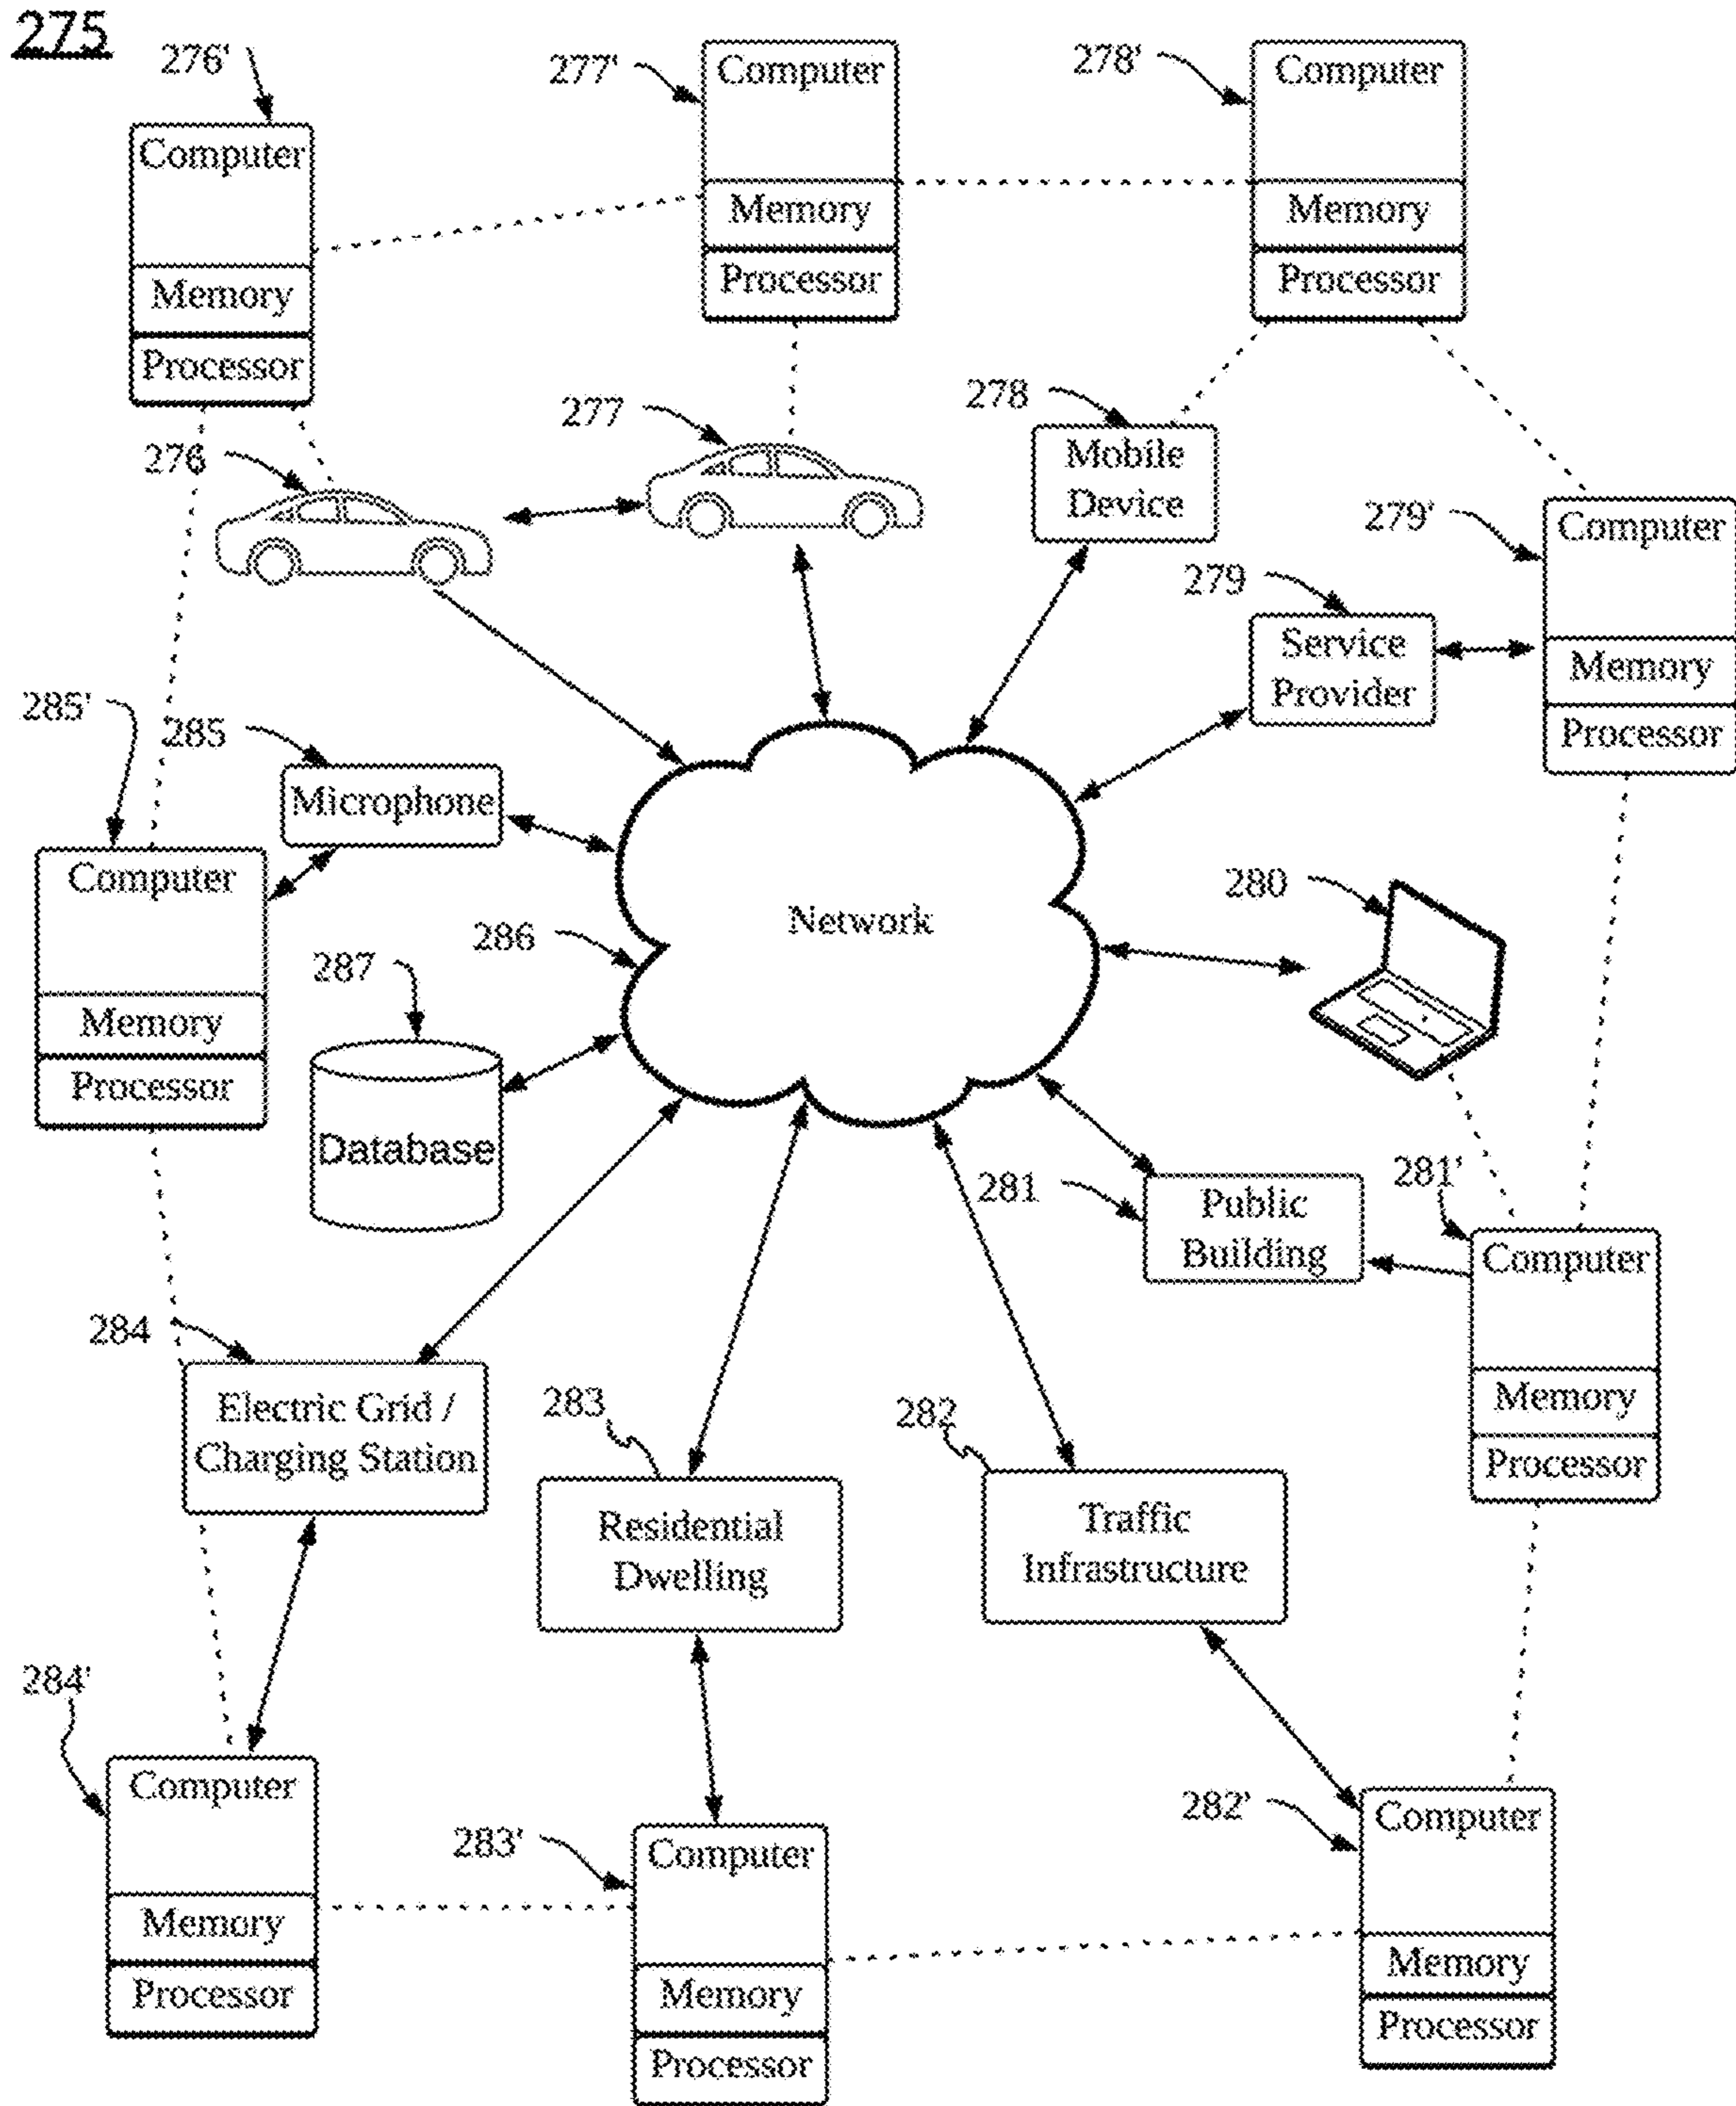 275
276'
277'
278'
Computer
Memory
Processor
Computer
Memory
Processor
Computer
Memory
Processor
276
277
278
Mobile
Device
279'
Computer
Memory
Processor
279
Service
Provider
285'
285
Microphone
Computer
Memory
Processor
Network
286
287
Database
280
281
Public
Building
281'
Computer
Memory
Processor
284
Electric Grid /
Charging Station
283
Residential
Dwelling
282
Traffic
Infrastructure
284'
Computer
Memory
Processor
283'
Computer
Memory
Processor
282'
Computer
Memory
Processor